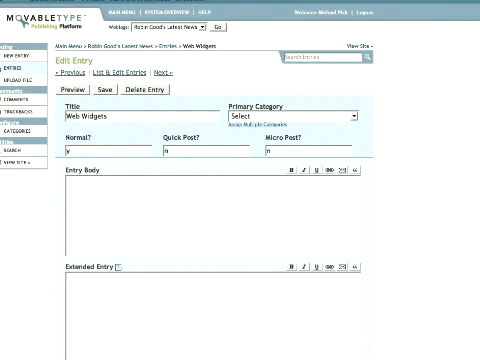 MOVABLETYPE™
Publishing Platform
MAIN MENU
SYSTEM OVERVIEW
HELP
Welcome Michael Pick
Logout
Weblogs:
Robin Good's Latest News
Go
Main Menu > Robin Good's Latest News > Entries > Web Widgets
View Site
NEW ENTRY
ENTRIES
UPLOAD FILE
COMMENTS
TRACKBACKS
CATEGORIES
SEARCH
VIEW SITE
Edit Entry
Search Entries
« Previous | List & Edit Entries | Next »
Preview
Save
Delete Entry
Title
Web Widgets
Primary Category
Select
Assign Multiple Categories
Normal?
y
Quick Post?
n
Micro Post?
n
Entry Body
B
I
U
Extended Entry
B
I
U